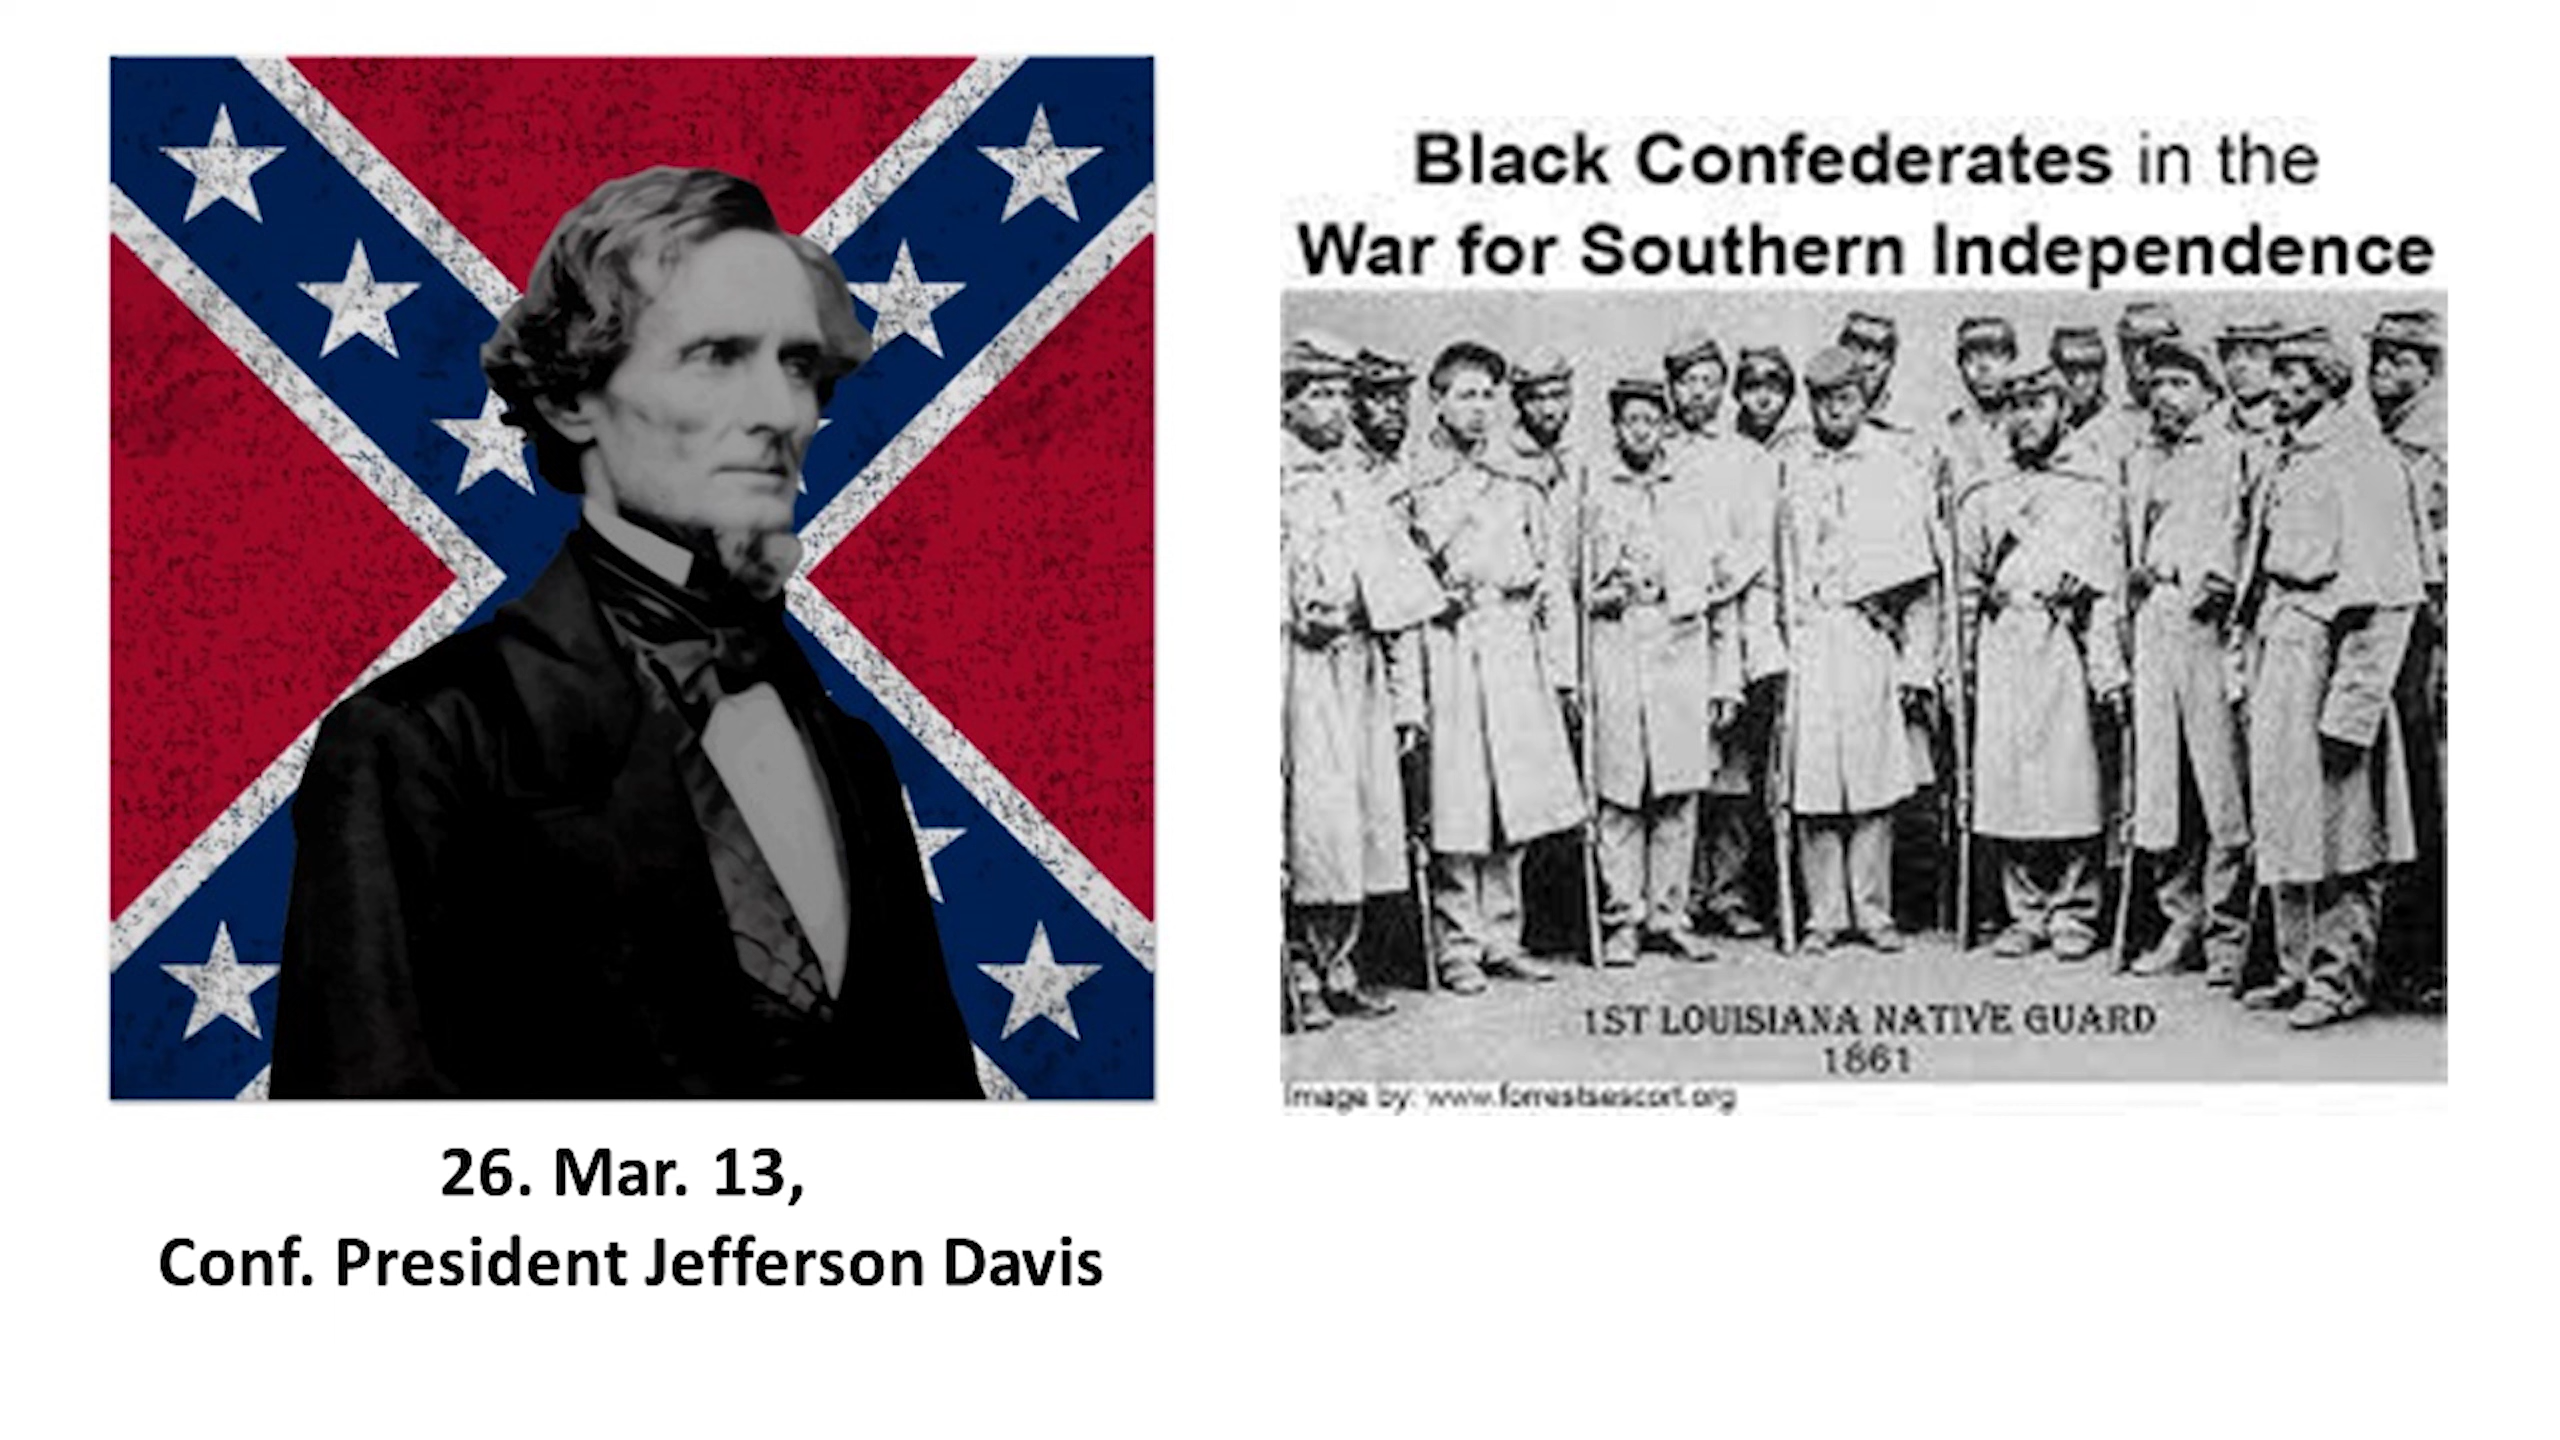 26. Mar. 13,
Conf. President Jefferson Davis
Black Confederates in the
War for Southern Independence
1ST LOUISIANA NATIVE GUARD
1861
Image by: www.forrestsescort.org